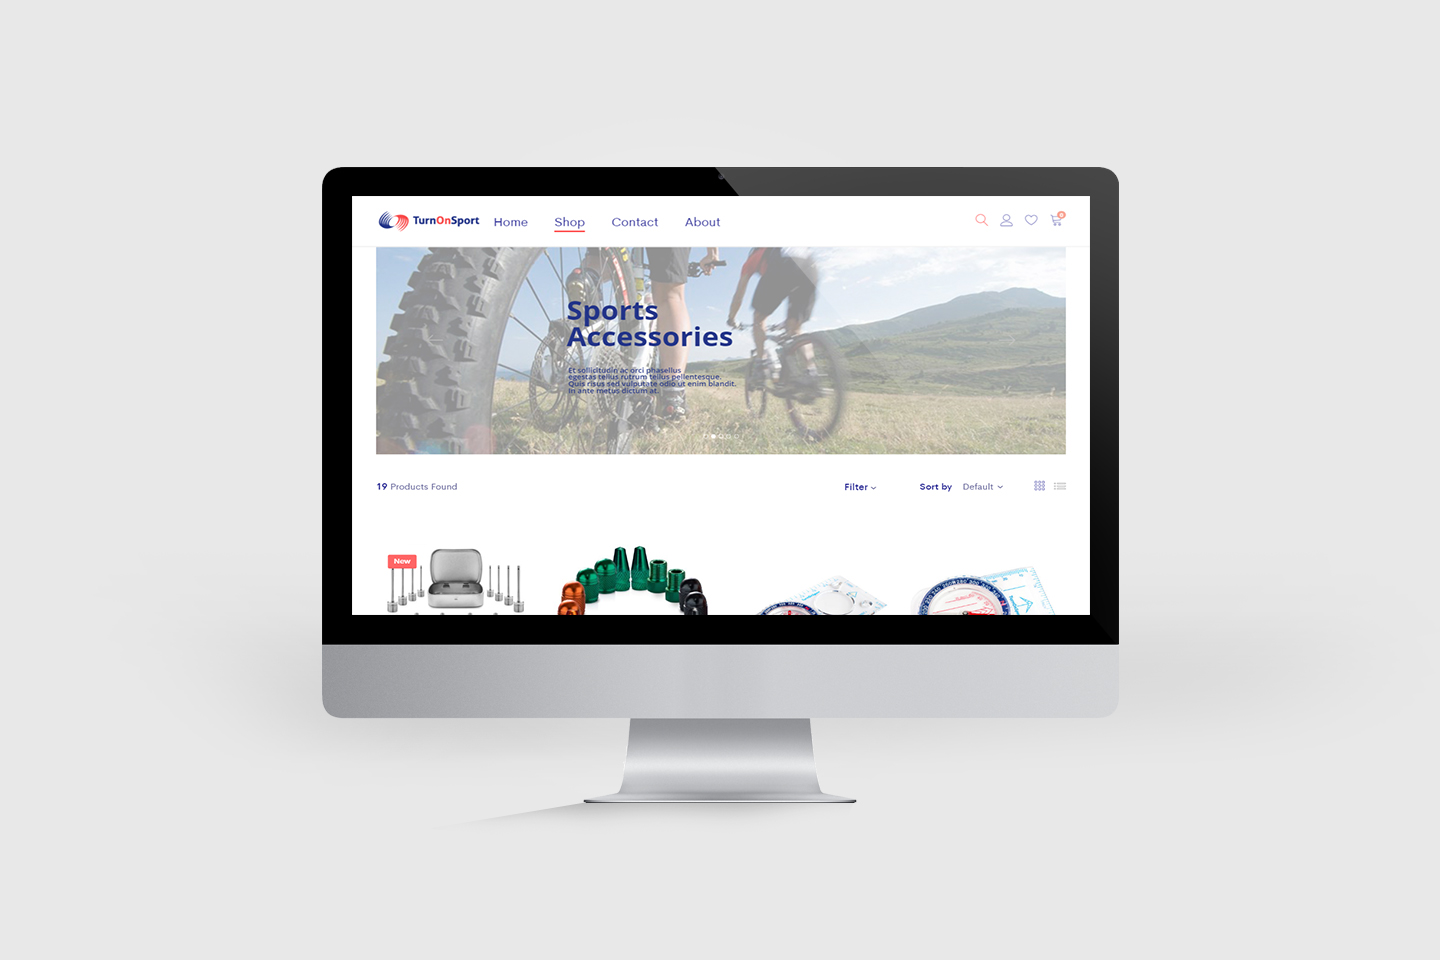 TurnOnSport Home Shop Contact About
0
Sports
Accessories
Et sollicitudin ac orci phasellus
egestas tellus rutrum tellus pellentesque.
Quis risus sed vulputate odio ut enim blandit.
In ante metus dictum at.
19 Products Found Filter Sort by Default
New